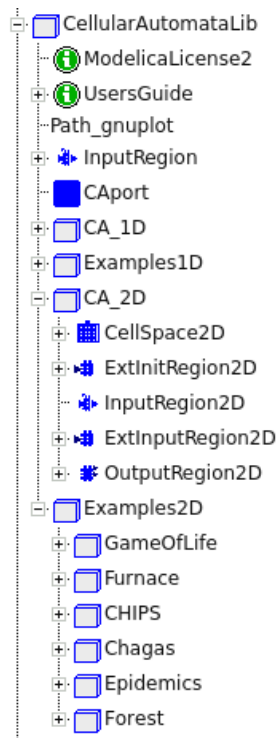 CellularAutomataLib
ModelicaLicense2
UsersGuide
Path_gnuplot
InputRegion
CAport
CA_1D
Examples1D
CA_2D
CellSpace2D
ExtInitRegion2D
InputRegion2D
ExtInputRegion2D
OutputRegion2D
Examples2D
GameOfLife
Furnace
CHIPS
Chagas
Epidemics
Forest